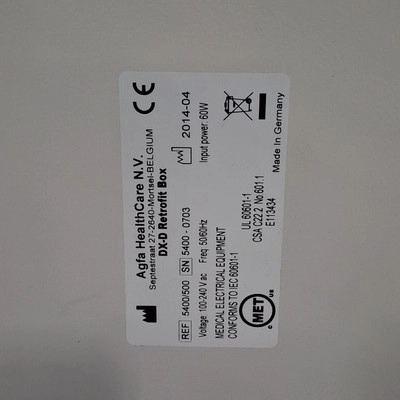 Agfa HealthCare N.V.
Septestraat 27-2640-Mortsel-BELGIUM
DX-D Retrofit Box
CE
REF 5400/500 SN 5400 - 0703
2014-04
Voltage: 100-240 V ac Freq: 50/60Hz
Input power: 60W
MEDICAL ELECTRICAL EQUIPMENT
CONFORMS TO IEC 60601-1
UL 60601-1
CSA C22.2 No.601.1
E113434
c MET us
Made In Germany